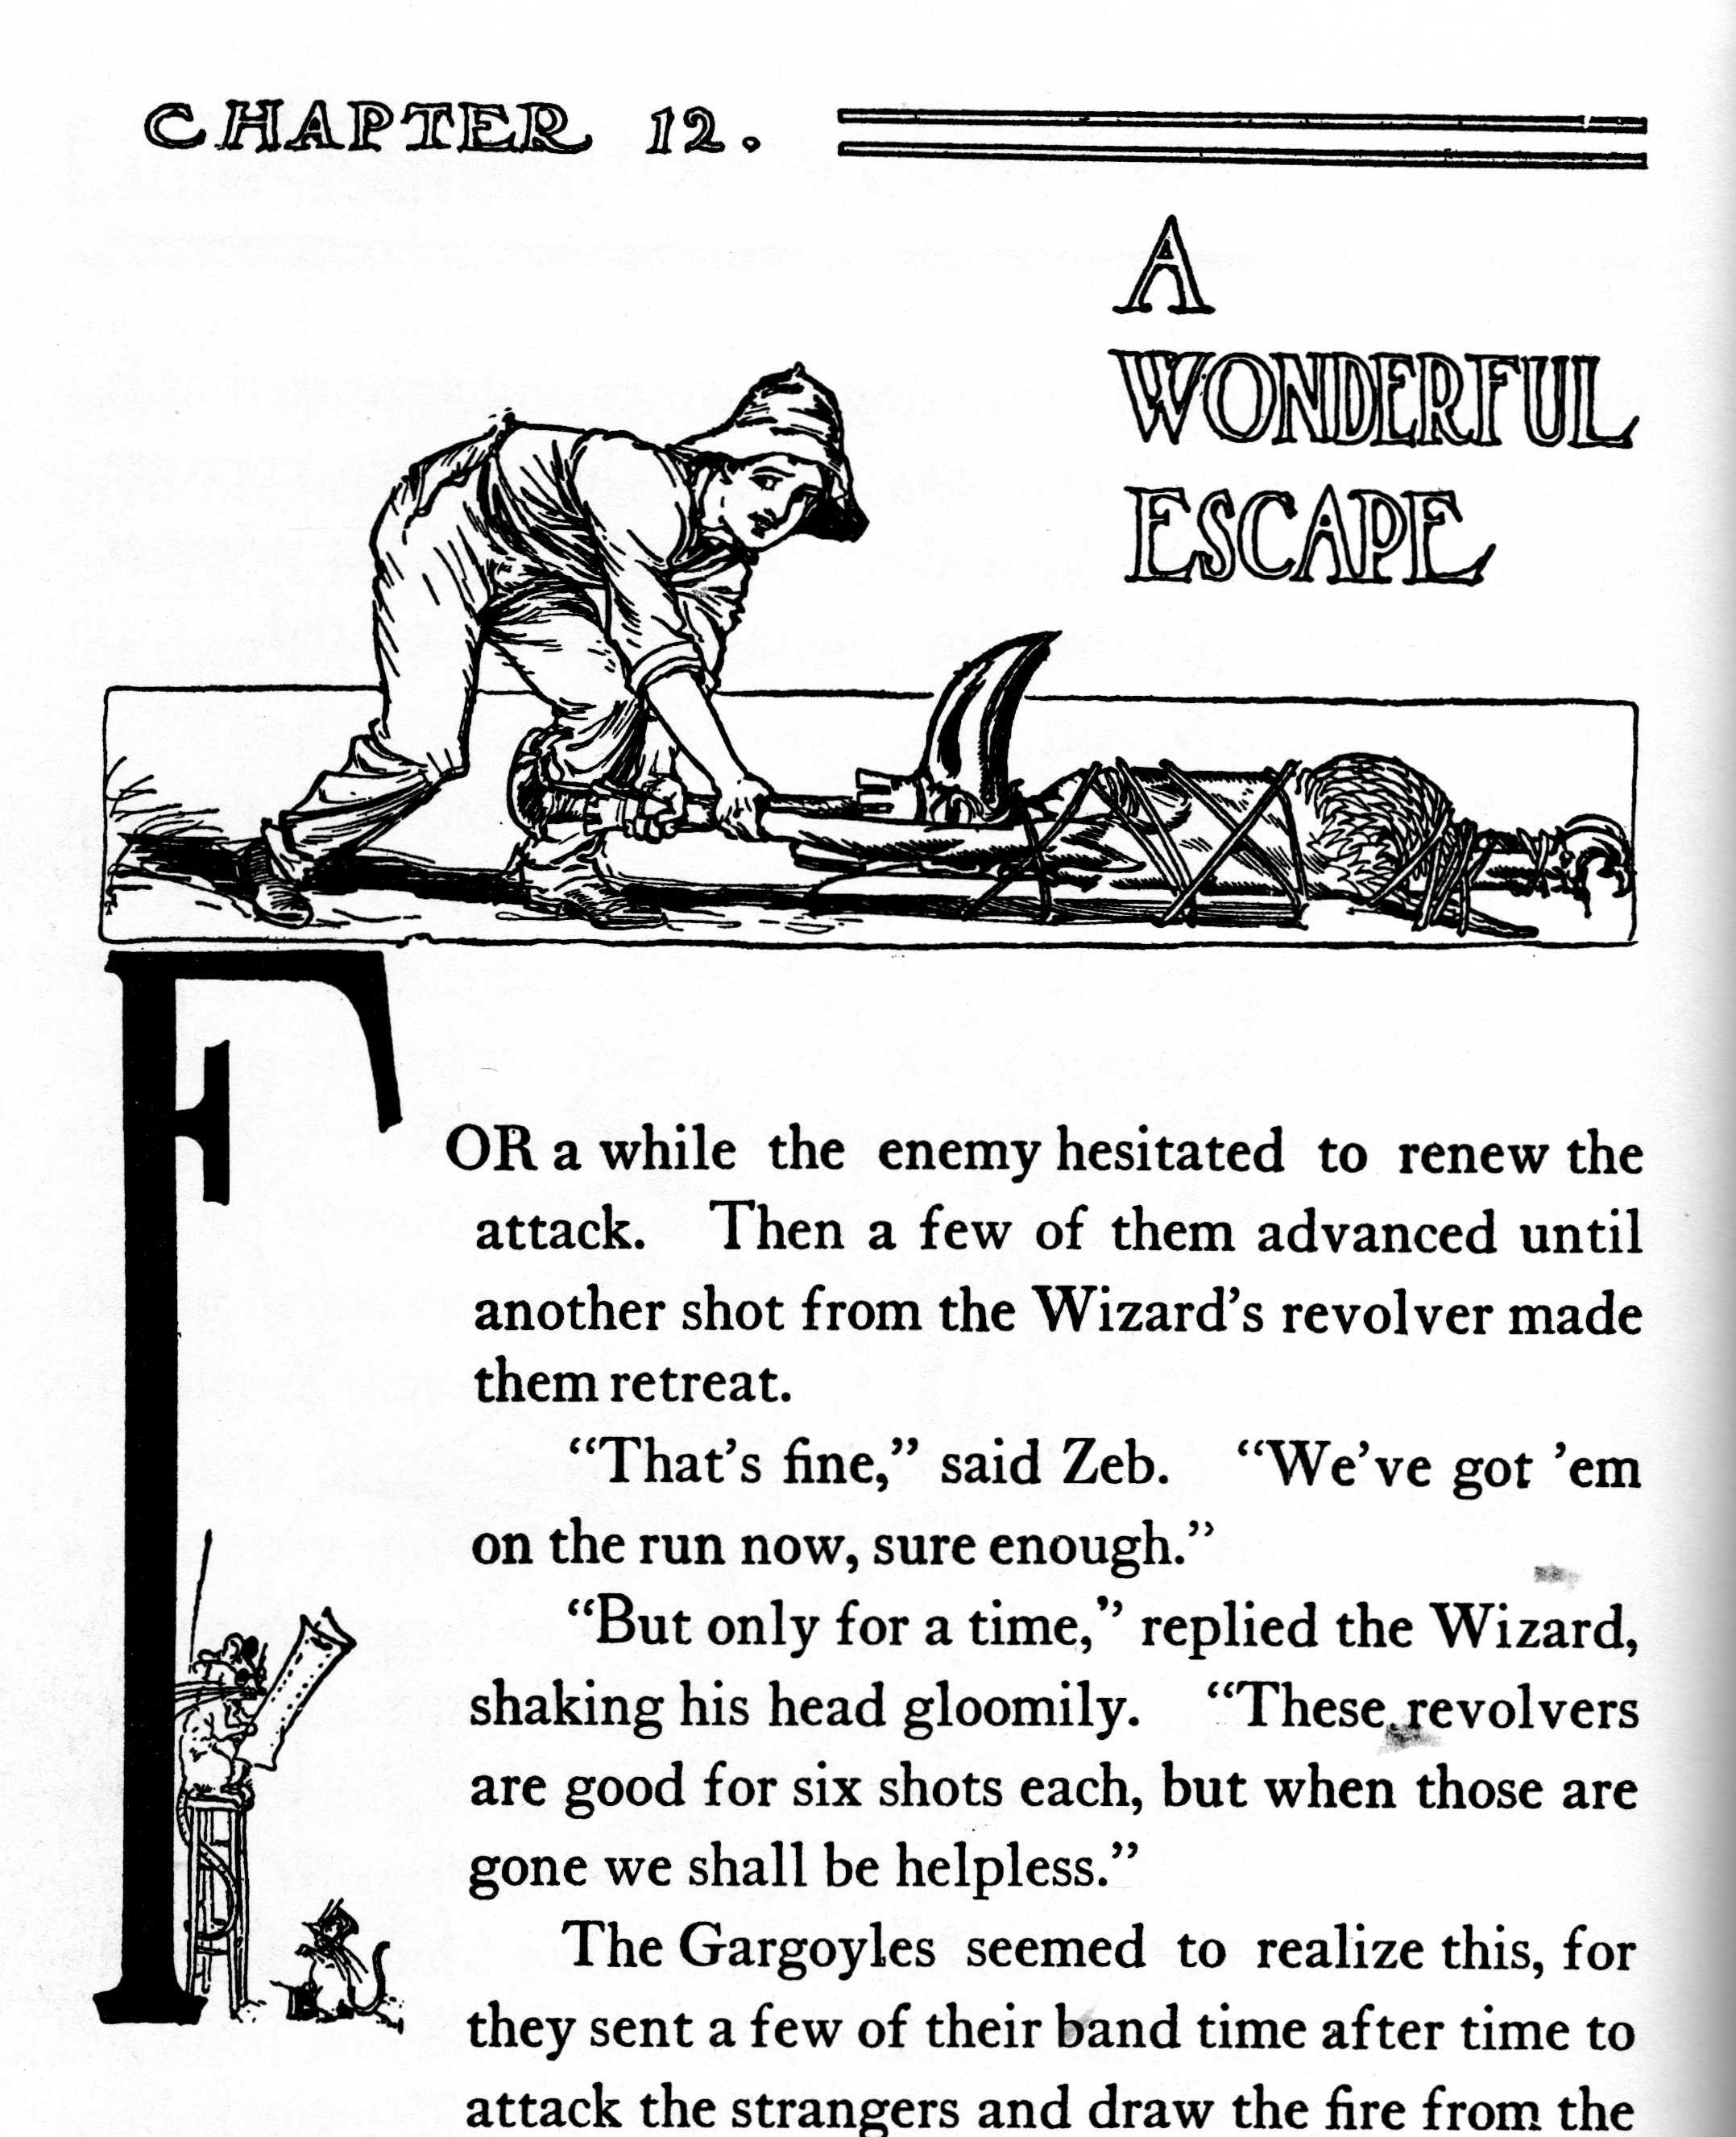 CHAPTER 12.
A
WONDERFUL
ESCAPE
FOR a while the enemy hesitated to renew the
attack. Then a few of them advanced until
another shot from the Wizard's revolver made
them retreat.
“That's fine,” said Zeb. “We've got 'em
on the run now, sure enough.”
“But only for a time,” replied the Wizard,
shaking his head gloomily. “These revolvers
are good for six shots each, but when those are
gone we shall be helpless.”
The Gargoyles seemed to realize this, for
they sent a few of their band time after time to
attack the strangers and draw the fire from the